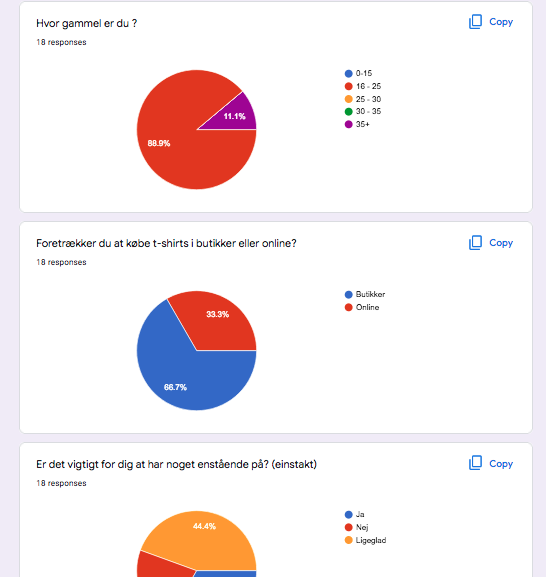 Hvor gammel er du ?
Copy
18 responses
0-15
16 - 25
25 - 30
30 - 35
35+
11.1%
88.9%
Foretrækker du at købe t-shirts i butikker eller online?
Copy
18 responses
Butikker
Online
33.3%
66.7%
Er det vigtigt for dig at har noget enstående på? (einstakt)
Copy
18 responses
Ja
Nej
Ligeglad
44.4%